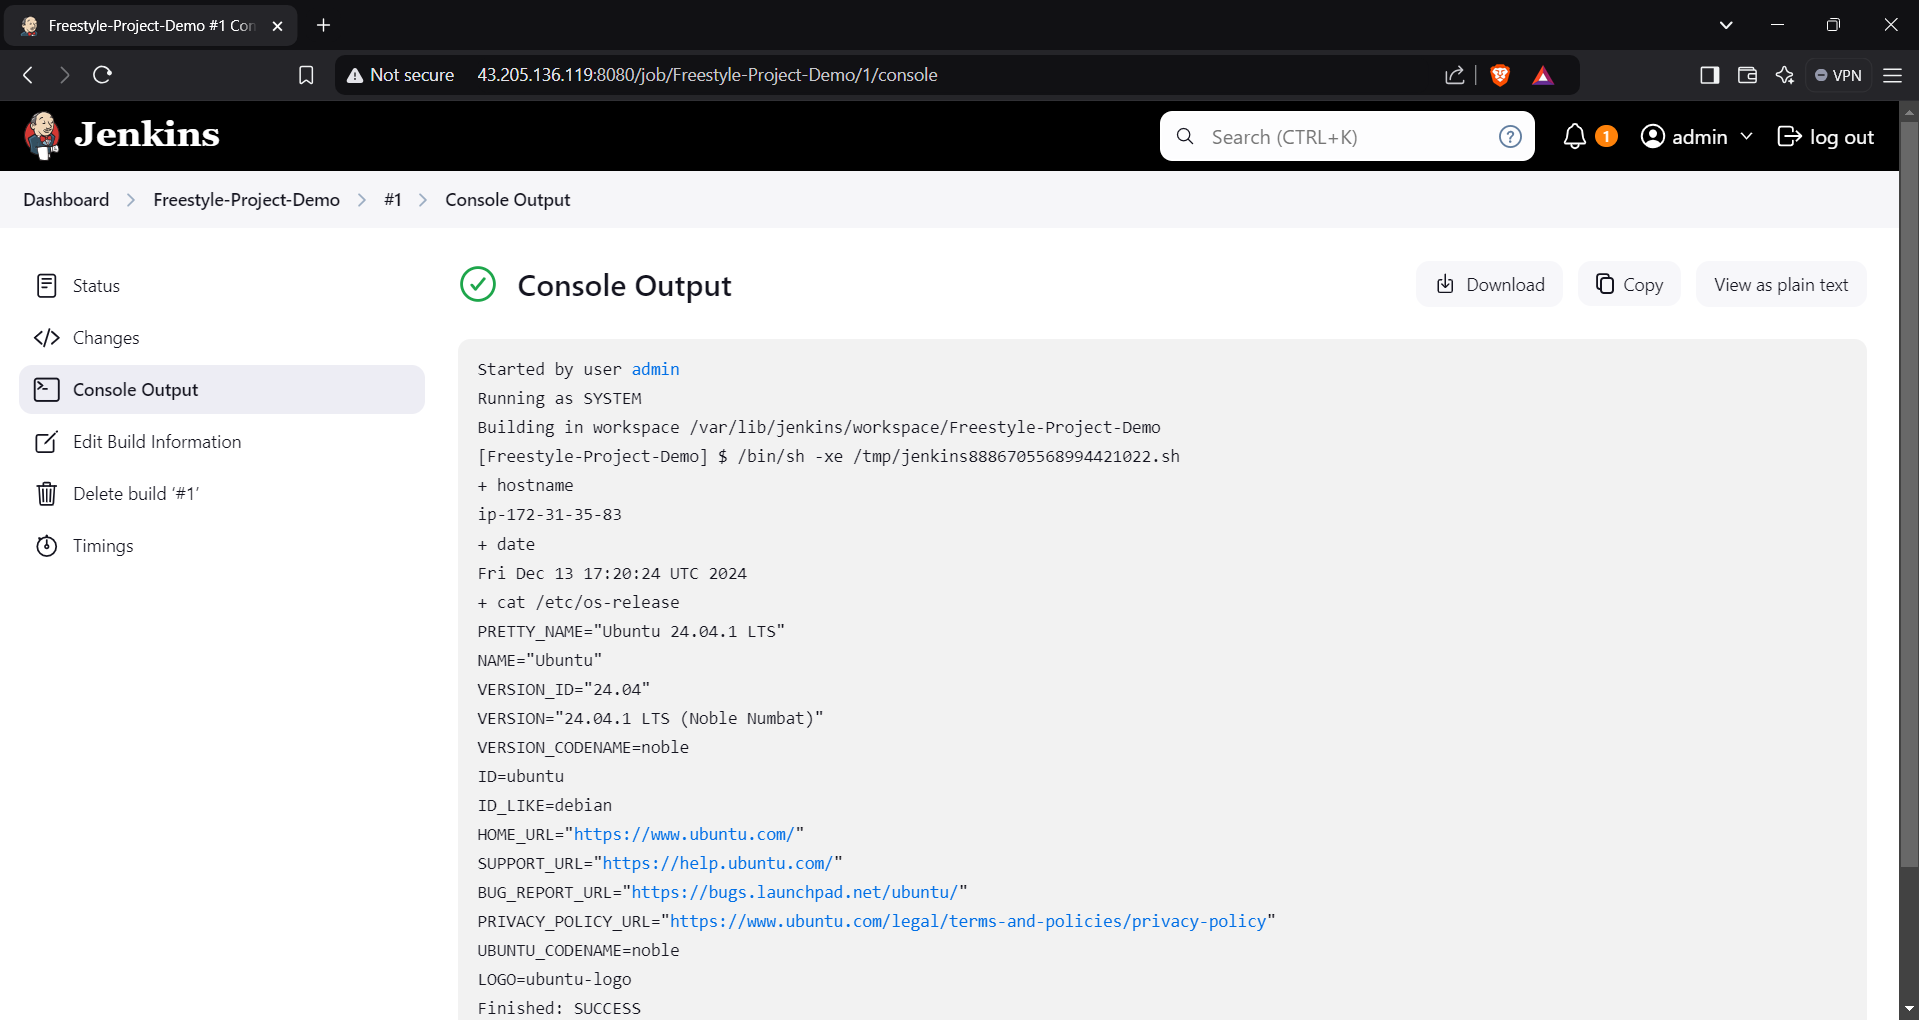 Freestyle-Project-Demo #1 Con
Not secure 43.205.136.119:8080/job/Freestyle-Project-Demo/1/console
VPN
Jenkins
Search (CTRL+K)
?
1
admin
log out
Dashboard > Freestyle-Project-Demo > #1 > Console Output
Status
Changes
Console Output
Edit Build Information
Delete build ‘#1’
Timings
Console Output
Download
Copy
View as plain text
Started by user admin
Running as SYSTEM
Building in workspace /var/lib/jenkins/workspace/Freestyle-Project-Demo
[Freestyle-Project-Demo] $ /bin/sh -xe /tmp/jenkins8886705568994421022.sh
+ hostname
ip-172-31-35-83
+ date
Fri Dec 13 17:20:24 UTC 2024
+ cat /etc/os-release
PRETTY_NAME="Ubuntu 24.04.1 LTS"
NAME="Ubuntu"
VERSION_ID="24.04"
VERSION="24.04.1 LTS (Noble Numbat)"
VERSION_CODENAME=noble
ID=ubuntu
ID_LIKE=debian
HOME_URL="https://www.ubuntu.com/"
SUPPORT_URL="https://help.ubuntu.com/"
BUG_REPORT_URL="https://bugs.launchpad.net/ubuntu/"
PRIVACY_POLICY_URL="https://www.ubuntu.com/legal/terms-and-policies/privacy-policy"
UBUNTU_CODENAME=noble
LOGO=ubuntu-logo
Finished: SUCCESS